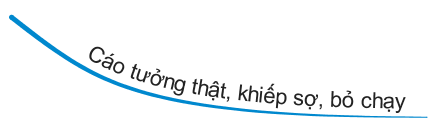 Cáo tưởng thật, khiếp sợ, bỏ chạy